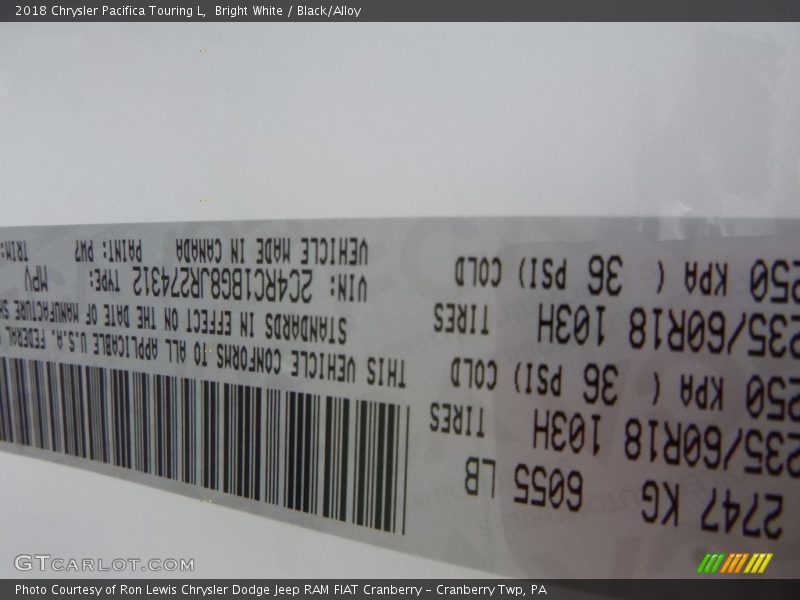 2018 Chrysler Pacifica Touring L, Bright White / Black/Alloy
2747 KG 6055 LB
235/60R18 103H TIRES
250 KPA ( 36 PSI) COLD
235/60R18 103H TIRES
250 KPA ( 36 PSI) COLD
THIS VEHICLE CONFORMS TO ALL APPLICABLE U.S.A. FEDERAL
STANDARDS IN EFFECT ON THE DATE OF MANUFACTURE
VIN: 2C4RC1BG8JR274312 TYPE: MPV
VEHICLE MADE IN CANADA PAINT: PW7 TRIM:
GTCARLOT.COM
Photo Courtesy of Ron Lewis Chrysler Dodge Jeep RAM FIAT Cranberry – Cranberry Twp, PA